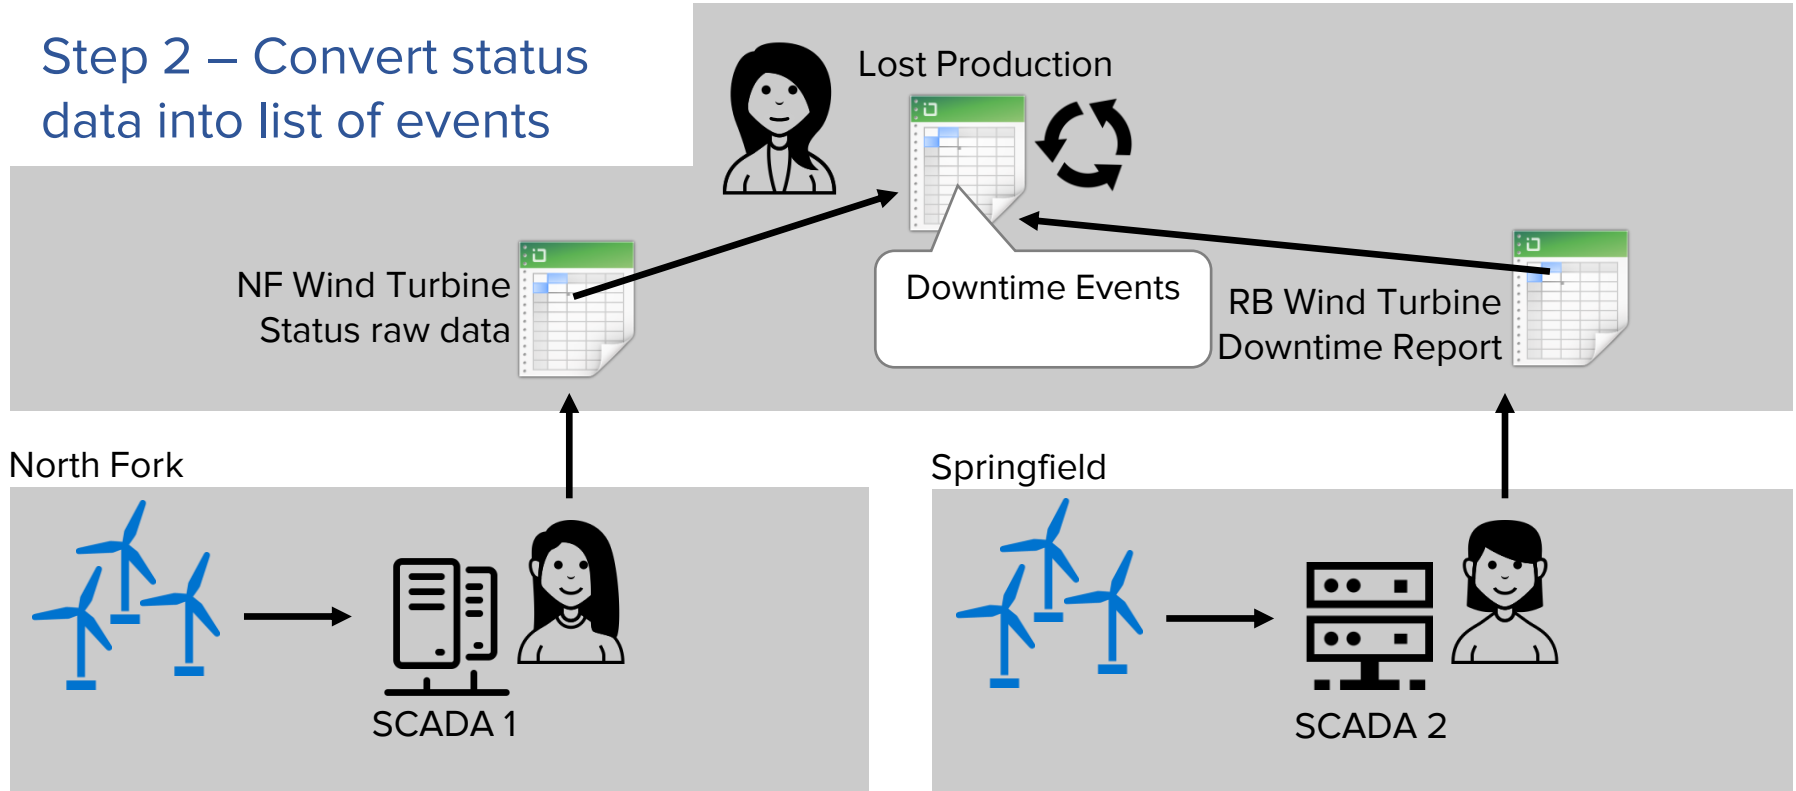 Step 2 – Convert status
data into list of events
Lost Production
NF Wind Turbine
Status raw data
Downtime Events
RB Wind Turbine
Downtime Report
North Fork
Springfield
SCADA 1
SCADA 2